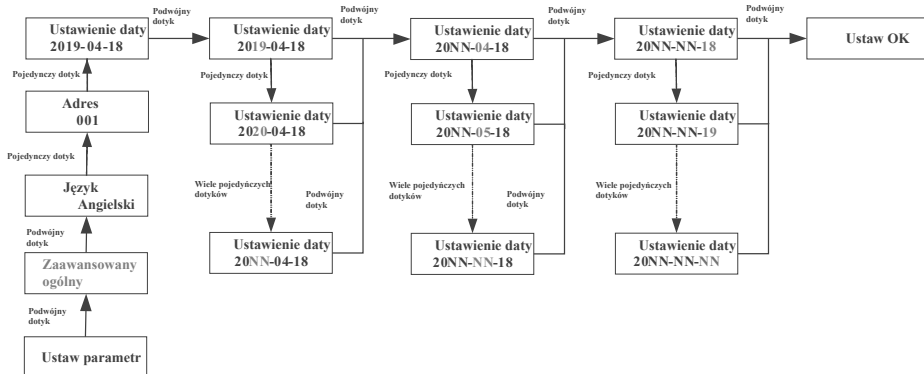 Ustawienie daty
2019-04-18
Podwójny
dotyk
Ustawienie daty
2019-04-18
Podwójny
dotyk
Ustawienie daty
20NN-04-18
Podwójny
dotyk
Ustawienie daty
20NN-NN-18
Podwójny
dotyk
Ustaw OK
Pojedynczy dotyk
Pojedynczy dotyk
Pojedynczy dotyk
Pojedynczy dotyk
Adres
001
Ustawienie daty
2020-04-18
Ustawienie daty
20NN-05-18
Ustawienie daty
20NN-NN-19
Pojedynczy dotyk
Język
Angielski
Wiele pojedyńczych
dotyków
Podwójny
dotyk
Wiele pojedyńczych
dotyków
Podwójny
dotyk
Wiele pojedyńczych
dotyków
Podwójny
dotyk
Zaawansowany
ogólny
Ustawienie daty
20NN-04-18
Ustawienie daty
20NN-NN-18
Ustawienie daty
20NN-NN-NN
Podwójny
dotyk
Ustaw parametr